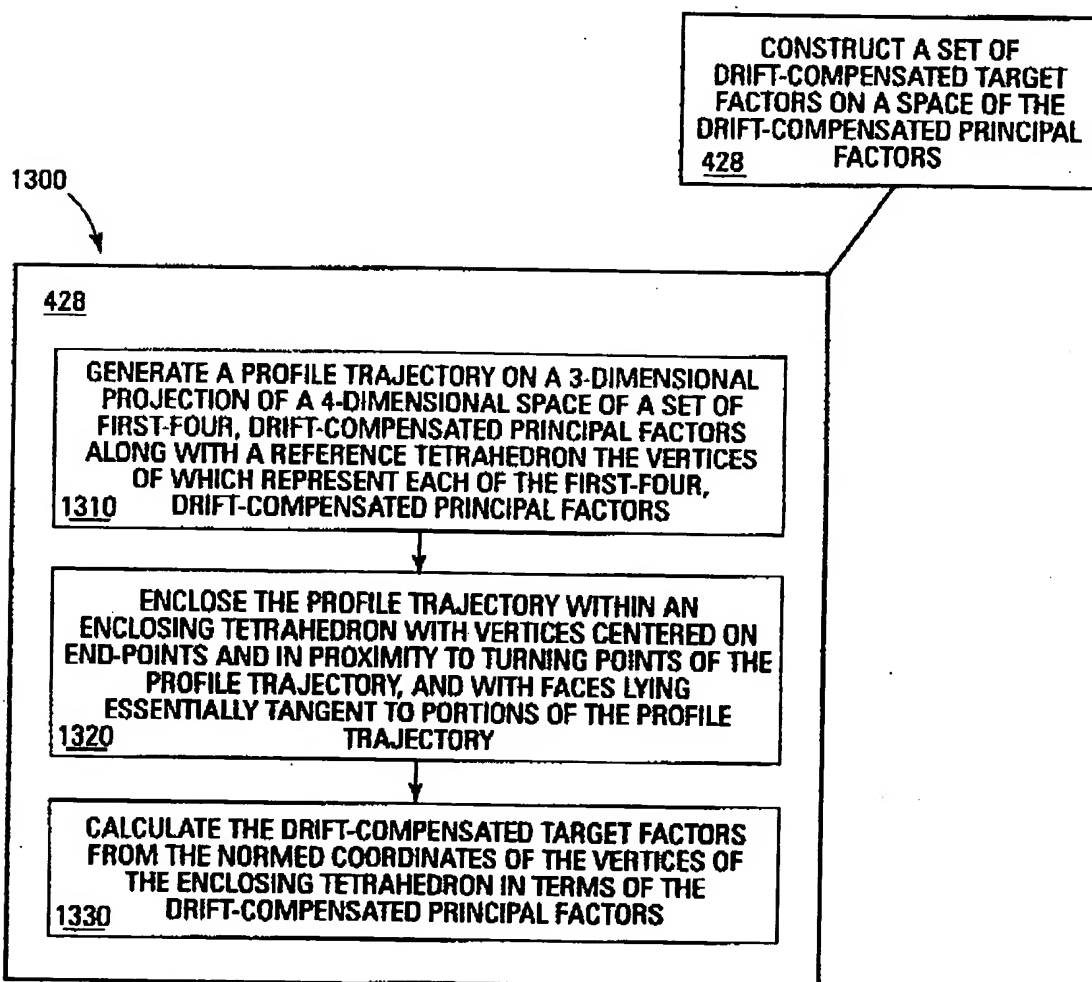 CONSTRUCT A SET OF
DRIFT-COMPENSATED TARGET
FACTORS ON A SPACE OF THE
DRIFT-COMPENSATED PRINCIPAL
428 FACTORS
1300
428
GENERATE A PROFILE TRAJECTORY ON A 3-DIMENSIONAL
PROJECTION OF A 4-DIMENSIONAL SPACE OF A SET OF
FIRST-FOUR, DRIFT-COMPENSATED PRINCIPAL FACTORS
ALONG WITH A REFERENCE TETRAHEDRON THE VERTICES
OF WHICH REPRESENT EACH OF THE FIRST-FOUR,
1310 DRIFT-COMPENSATED PRINCIPAL FACTORS
ENCLOSE THE PROFILE TRAJECTORY WITHIN AN
ENCLOSING TETRAHEDRON WITH VERTICES CENTERED ON
END-POINTS AND IN PROXIMITY TO TURNING POINTS OF THE
PROFILE TRAJECTORY, AND WITH FACES LYING
ESSENTIALLY TANGENT TO PORTIONS OF THE PROFILE
1320 TRAJECTORY
CALCULATE THE DRIFT-COMPENSATED TARGET FACTORS
FROM THE NORMED COORDINATES OF THE VERTICES OF
THE ENCLOSING TETRAHEDRON IN TERMS OF THE
1330 DRIFT-COMPENSATED PRINCIPAL FACTORS